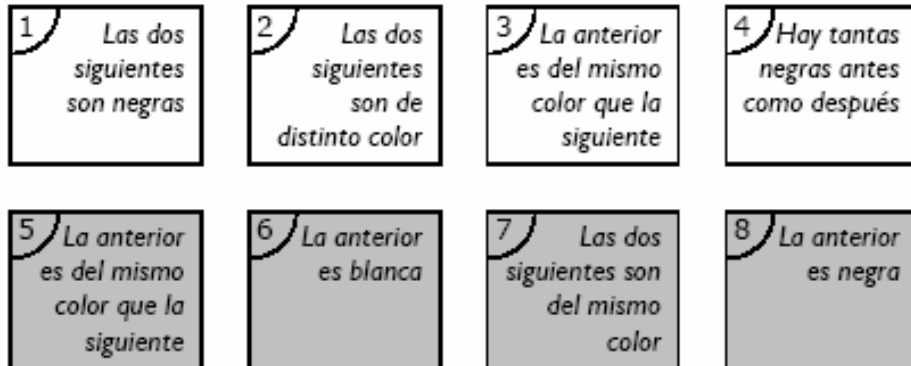 1 Las dos
siguientes
son negras
2 Las dos
siguientes
son de
distinto color
3 La anterior
es del mismo
color que la
siguiente
4 Hay tantas
negras antes
como después
5 La anterior
es del mismo
color que la
siguiente
6 La anterior
es blanca
7 Las dos
siguientes son
del mismo
color
8 La anterior
es negra